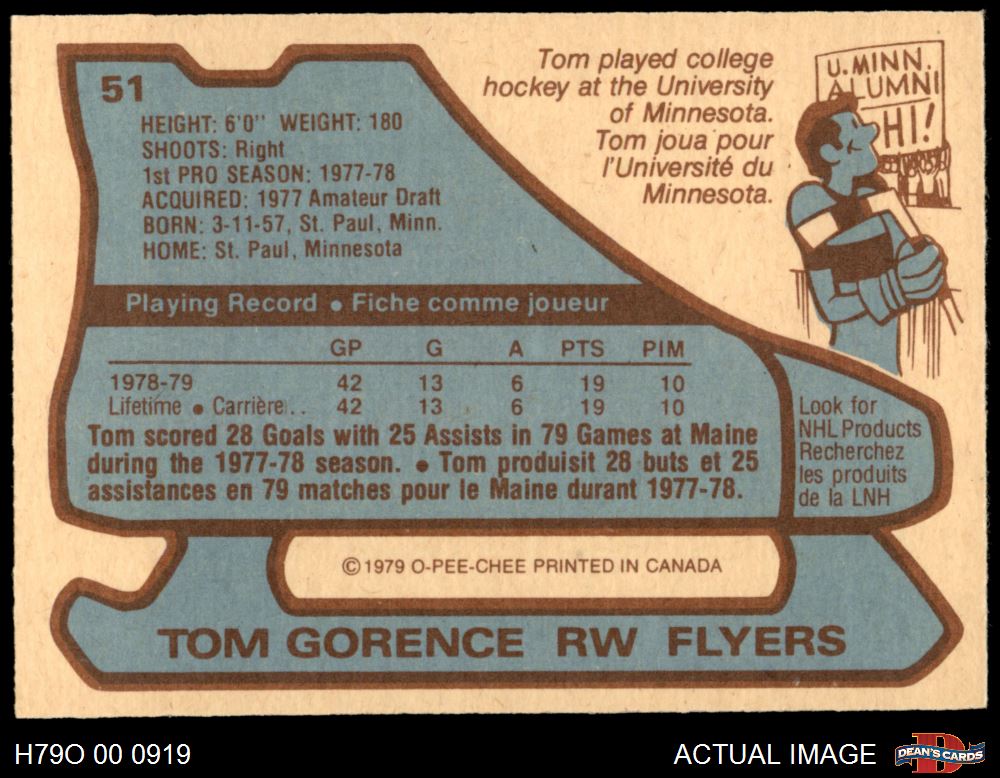 51
HEIGHT: 6'0" WEIGHT: 180
SHOOTS: Right
1st PRO SEASON: 1977-78
ACQUIRED: 1977 Amateur Draft
BORN: 3-11-57, St. Paul, Minn.
HOME: St. Paul, Minnesota
Tom played college
hockey at the University
of Minnesota.
Tom joua pour
l'Université du
Minnesota.
U. MINN.
ALUMNI
HI!
Playing Record ● Fiche comme joueur
GP G A PTS PIM
1978-79 42 13 6 19 10
Lifetime ● Carrière.. 42 13 6 19 10
Tom scored 28 Goals with 25 Assists in 79 Games at Maine
during the 1977-78 season. ● Tom produisit 28 buts et 25
assistances en 79 matches pour le Maine durant 1977-78.
Look for
NHL Products
Recherchez
les produits
de la LNH
© 1979 O-PEE-CHEE PRINTED IN CANADA
TOM GORENCE RW FLYERS
H79O 00 0919
ACTUAL IMAGE
DEAN'S CARDS